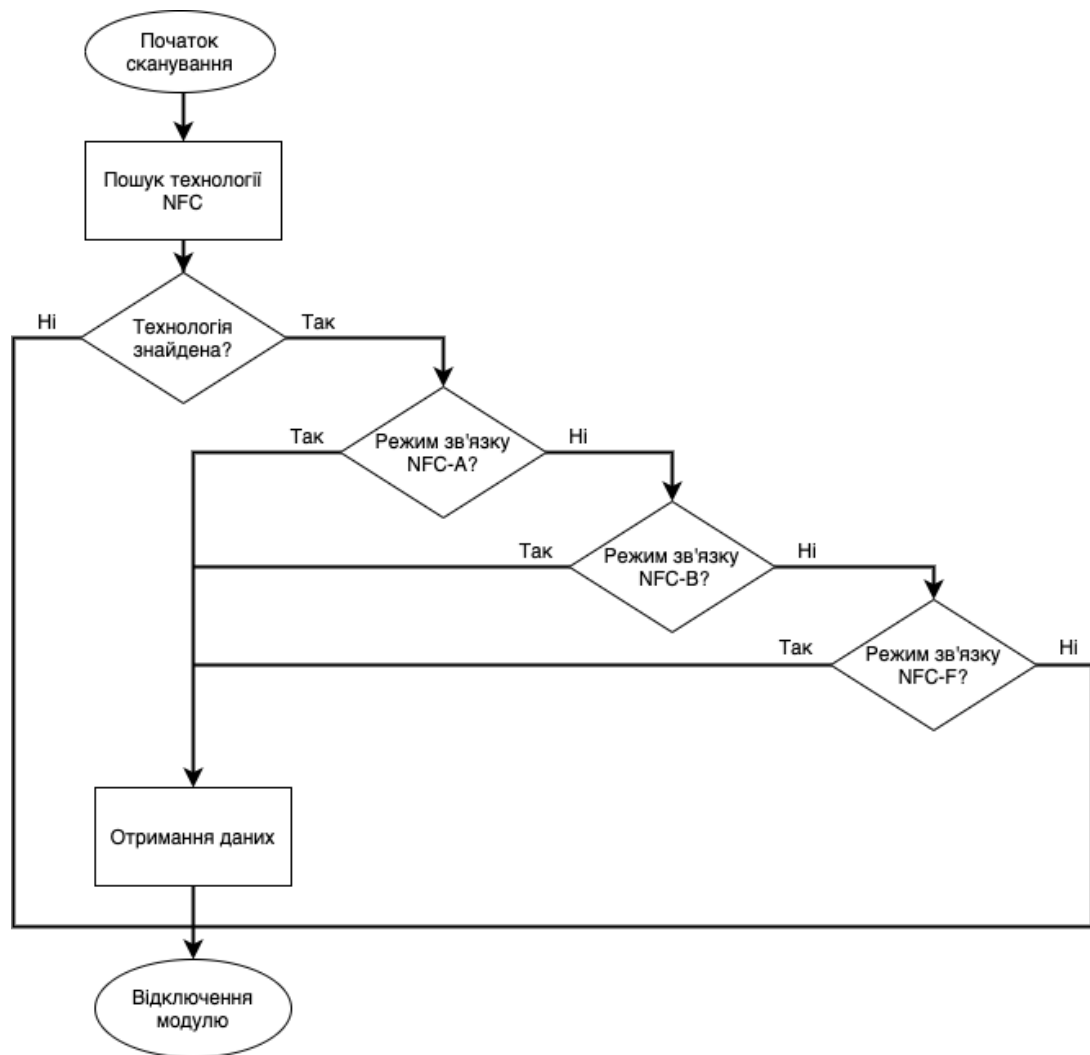 Початок
сканування
Пошук технології
NFC
Ні
Технологія
знайдена?
Так
Так
Режим зв'язку
NFC-A?
Ні
Так
Режим зв'язку
NFC-B?
Ні
Так
Режим зв'язку
NFC-F?
Ні
Отримання даних
Відключення
модулю